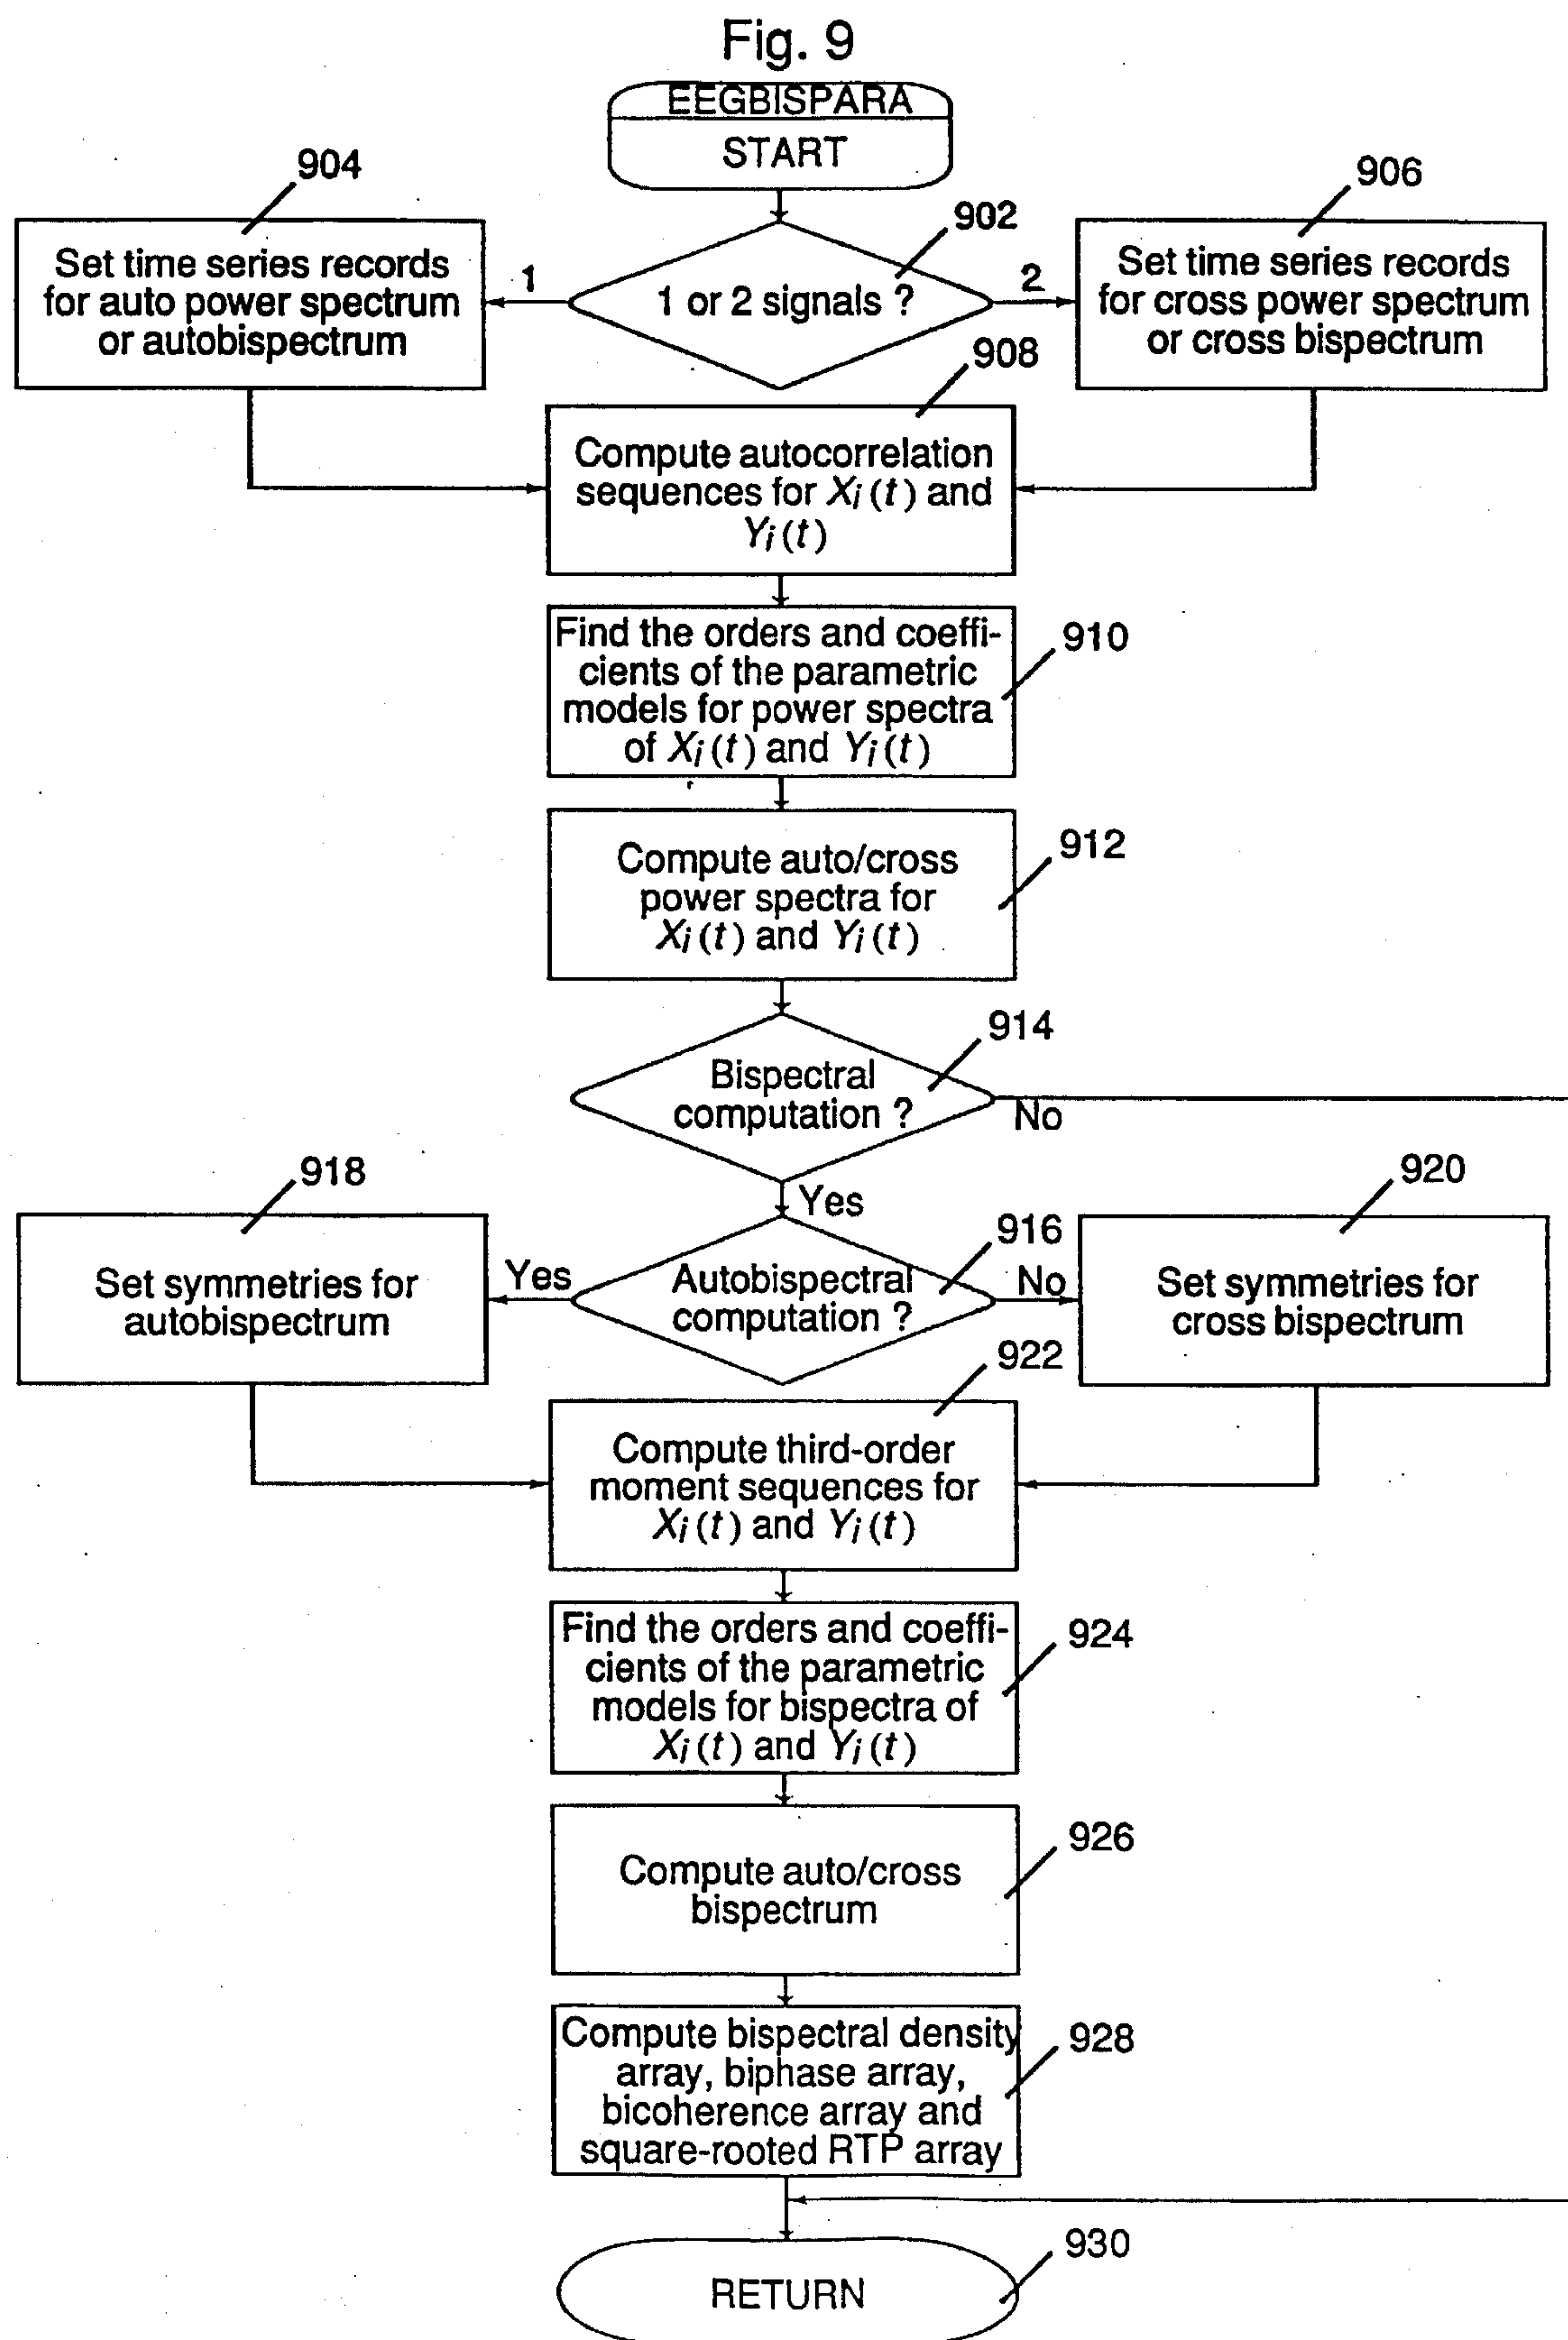 Fig. 9
EEGBISPARA
START
904
902
906
Set time series records
for auto power spectrum
or autobispectrum
1
1 or 2 signals ?
2
Set time series records
for cross power spectrum
or cross bispectrum
908
Compute autocorrelation
sequences for Xi (t) and
Yi (t)
910
Find the orders and coeffi-
cients of the parametric
models for power spectra
of Xi (t) and Yi (t)
912
Compute auto/cross
power spectra for
Xi (t) and Yi (t)
914
Bispectral
computation ?
No
Yes
918
916
920
Set symmetries for
autobispectrum
Yes
Autobispectral
computation ?
No
Set symmetries for
cross bispectrum
922
Compute third-order
moment sequences for
Xi (t) and Yi (t)
924
Find the orders and coeffi-
cients of the parametric
models for bispectra of
Xi (t) and Yi (t)
926
Compute auto/cross
bispectrum
928
Compute bispectral density
array, biphase array,
bicoherence array and
square-rooted RTP array
930
RETURN